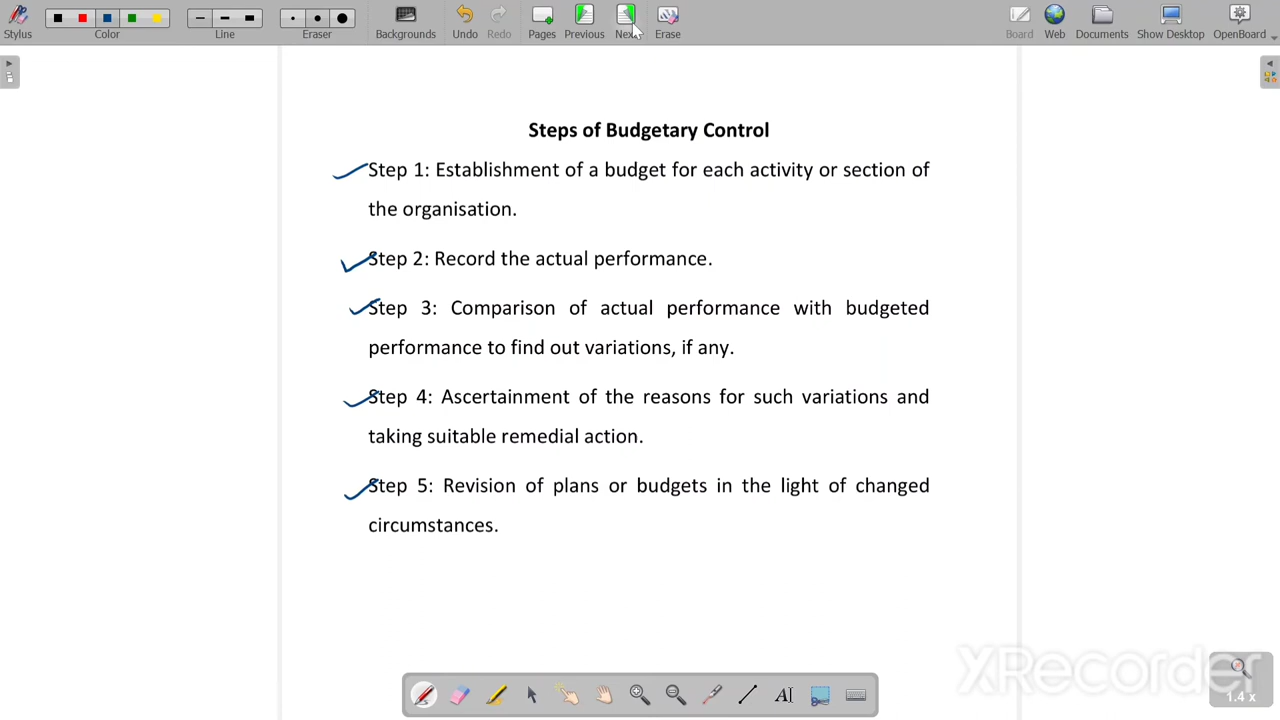 Stylus Color Line Eraser Backgrounds Undo Redo Pages Previous Next Erase Board Web Documents Show Desktop OpenBoard
Steps of Budgetary Control
Step 1: Establishment of a budget for each activity or section of
the organisation.
Step 2: Record the actual performance.
Step 3: Comparison of actual performance with budgeted
performance to find out variations, if any.
Step 4: Ascertainment of the reasons for such variations and
taking suitable remedial action.
Step 5: Revision of plans or budgets in the light of changed
circumstances.
XRecorder
1.4 x
AI